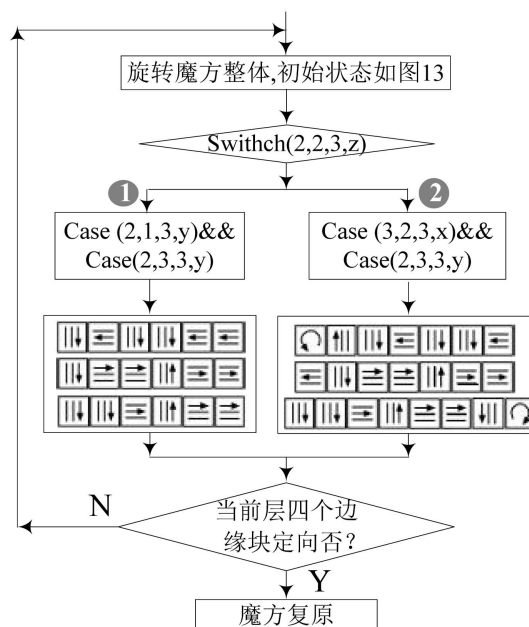 旋转魔方整体,初始状态如图13
Swithch(2,2,3,z)
1
2
Case (2,1,3,y)&&
Case(2,3,3,y)
Case (3,2,3,x)&&
Case(2,3,3,y)
N
当前层四个边
缘块定向否？
Y
魔方复原